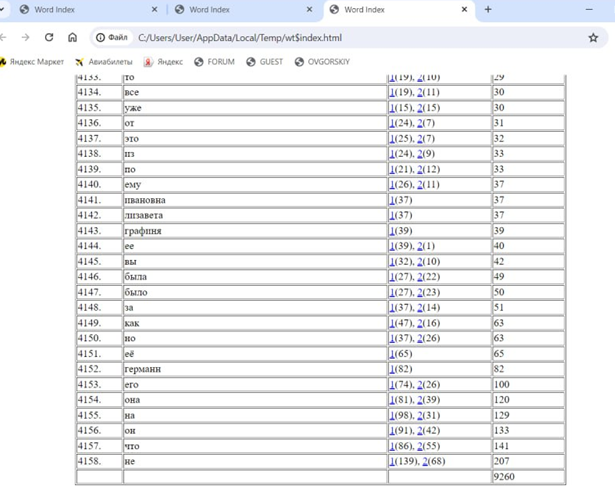 Word Index Word Index Word Index
Файл C:/Users/User/AppData/Local/Temp/wt$index.html
Яндекс Маркет Авиабилеты Яндекс FORUM GUEST OVGORSKIY
4133. то 1(19), 2(10) 29
4134. все 1(19), 2(11) 30
4135. уже 1(15), 2(15) 30
4136. от 1(24), 2(7) 31
4137. это 1(25), 2(7) 32
4138. из 1(24), 2(9) 33
4139. по 1(21), 2(12) 33
4140. ему 1(26), 2(11) 37
4141. ивановна 1(37) 37
4142. лизавета 1(37) 37
4143. графиня 1(39) 39
4144. ее 1(39), 2(1) 40
4145. вы 1(32), 2(10) 42
4146. была 1(27), 2(22) 49
4147. было 1(27), 2(23) 50
4148. за 1(37), 2(14) 51
4149. как 1(47), 2(16) 63
4150. но 1(37), 2(26) 63
4151. её 1(65) 65
4152. германн 1(82) 82
4153. его 1(74), 2(26) 100
4154. она 1(81), 2(39) 120
4155. на 1(98), 2(31) 129
4156. он 1(91), 2(42) 133
4157. что 1(86), 2(55) 141
4158. не 1(139), 2(68) 207
9260